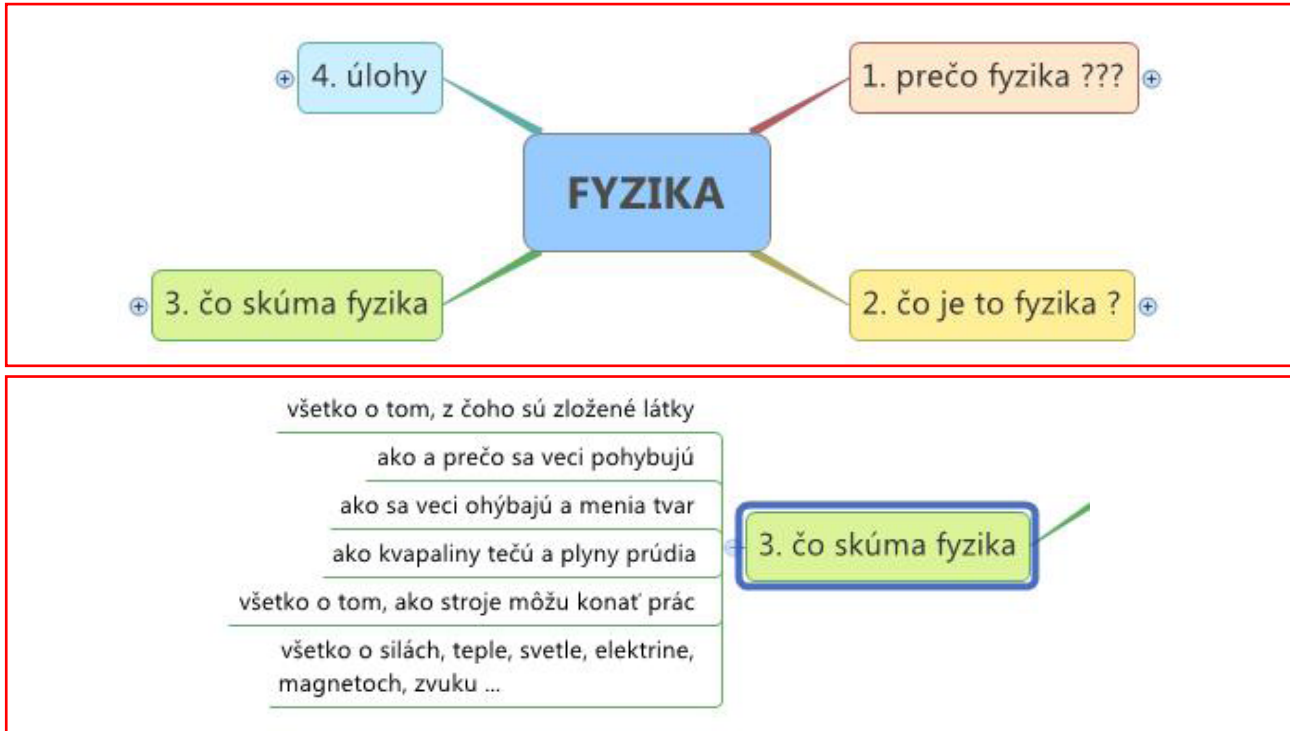 4. úlohy
1. prečo fyzika ???
FYZIKA
3. čo skúma fyzika
2. čo je to fyzika ?
všetko o tom, z čoho sú zložené látky
ako a prečo sa veci pohybujú
ako sa veci ohýbajú a menia tvar
ako kvapaliny tečú a plyny prúdia
všetko o tom, ako stroje môžu konať prác
všetko o silách, teple, svetle, elektrine,
magnetoch, zvuku ...
3. čo skúma fyzika